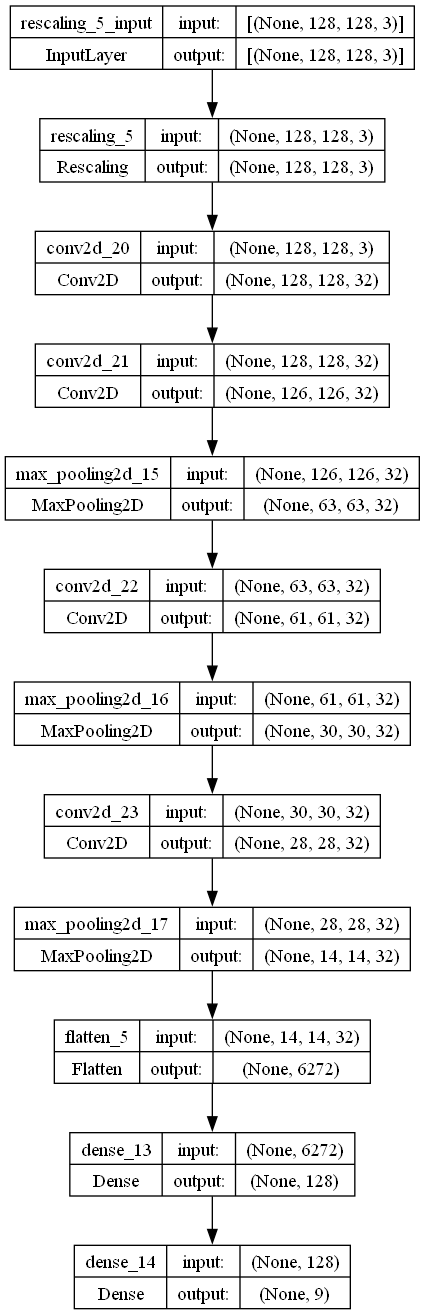 rescaling_5_input input: [(None, 128, 128, 3)]
InputLayer output: [(None, 128, 128, 3)]
rescaling_5 input: (None, 128, 128, 3)
Rescaling output: (None, 128, 128, 3)
conv2d_20 input: (None, 128, 128, 3)
Conv2D output: (None, 128, 128, 32)
conv2d_21 input: (None, 128, 128, 32)
Conv2D output: (None, 126, 126, 32)
max_pooling2d_15 input: (None, 126, 126, 32)
MaxPooling2D output: (None, 63, 63, 32)
conv2d_22 input: (None, 63, 63, 32)
Conv2D output: (None, 61, 61, 32)
max_pooling2d_16 input: (None, 61, 61, 32)
MaxPooling2D output: (None, 30, 30, 32)
conv2d_23 input: (None, 30, 30, 32)
Conv2D output: (None, 28, 28, 32)
max_pooling2d_17 input: (None, 28, 28, 32)
MaxPooling2D output: (None, 14, 14, 32)
flatten_5 input: (None, 14, 14, 32)
Flatten output: (None, 6272)
dense_13 input: (None, 6272)
Dense output: (None, 128)
dense_14 input: (None, 128)
Dense output: (None, 9)